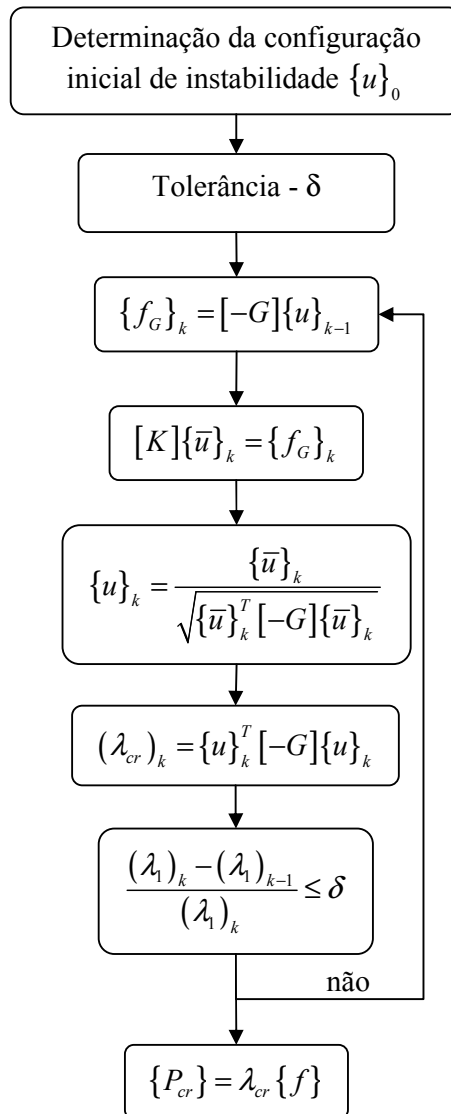 Determinação da configuração
inicial de instabilidade {u}₀
Tolerância - δ
{f_G}_k = [−G]{u}_{k−1}
[K]{u̅}_k = {f_G}_k
{u}_k = {u̅}_k / √({u̅}_k^T [−G]{u̅}_k)
(λ_cr)_k = {u}_k^T [−G]{u}_k
((λ₁)_k − (λ₁)_{k−1}) / (λ₁)_k ≤ δ
não
{P_cr} = λ_cr {f}